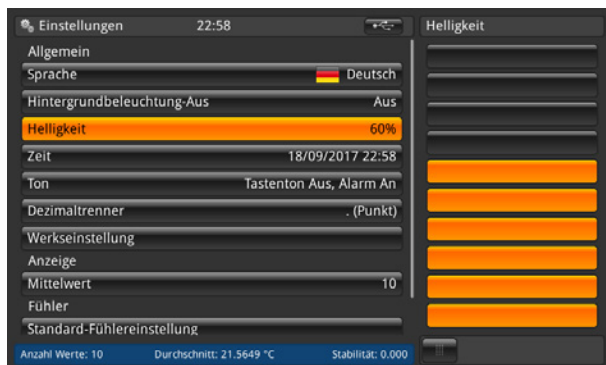 Einstellungen 22:58 Helligkeit
Allgemein
Sprache Deutsch
Hintergrundbeleuchtung-Aus Aus
Helligkeit 60%
Zeit 18/09/2017 22:58
Ton Tastenton Aus, Alarm An
Dezimaltrenner . (Punkt)
Werkseinstellung
Anzeige
Mittelwert 10
Fühler
Standard-Fühlereinstellung
Anzahl Werte: 10 Durchschnitt: 21.5649 °C Stabilität: 0.000